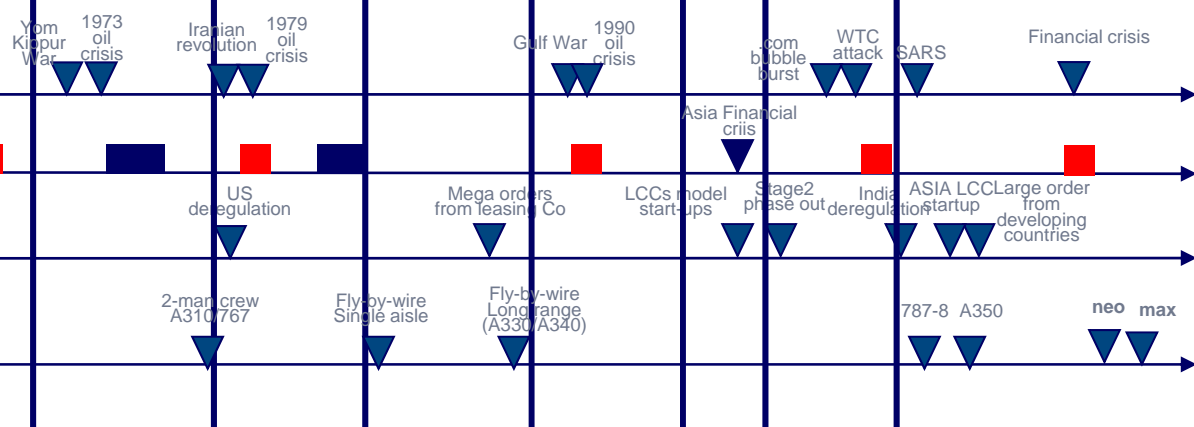 Yom
Kippur
War
1973
oil
crisis
Iranian
revolution
1979
oil
crisis
Gulf War
1990
oil
crisis
.com
bubble
burst
WTC
attack
SARS
Financial crisis
Asia Financial
criis
US
deregulation
Mega orders
from leasing Co
LCCs model
start-ups
Stage2
phase out
India
deregulation
ASIA LCC
startup
Large order
from
developing
countries
2-man crew
A310/767
Fly-by-wire
Single aisle
Fly-by-wire
Long range
(A330/A340)
787-8
A350
neo
max